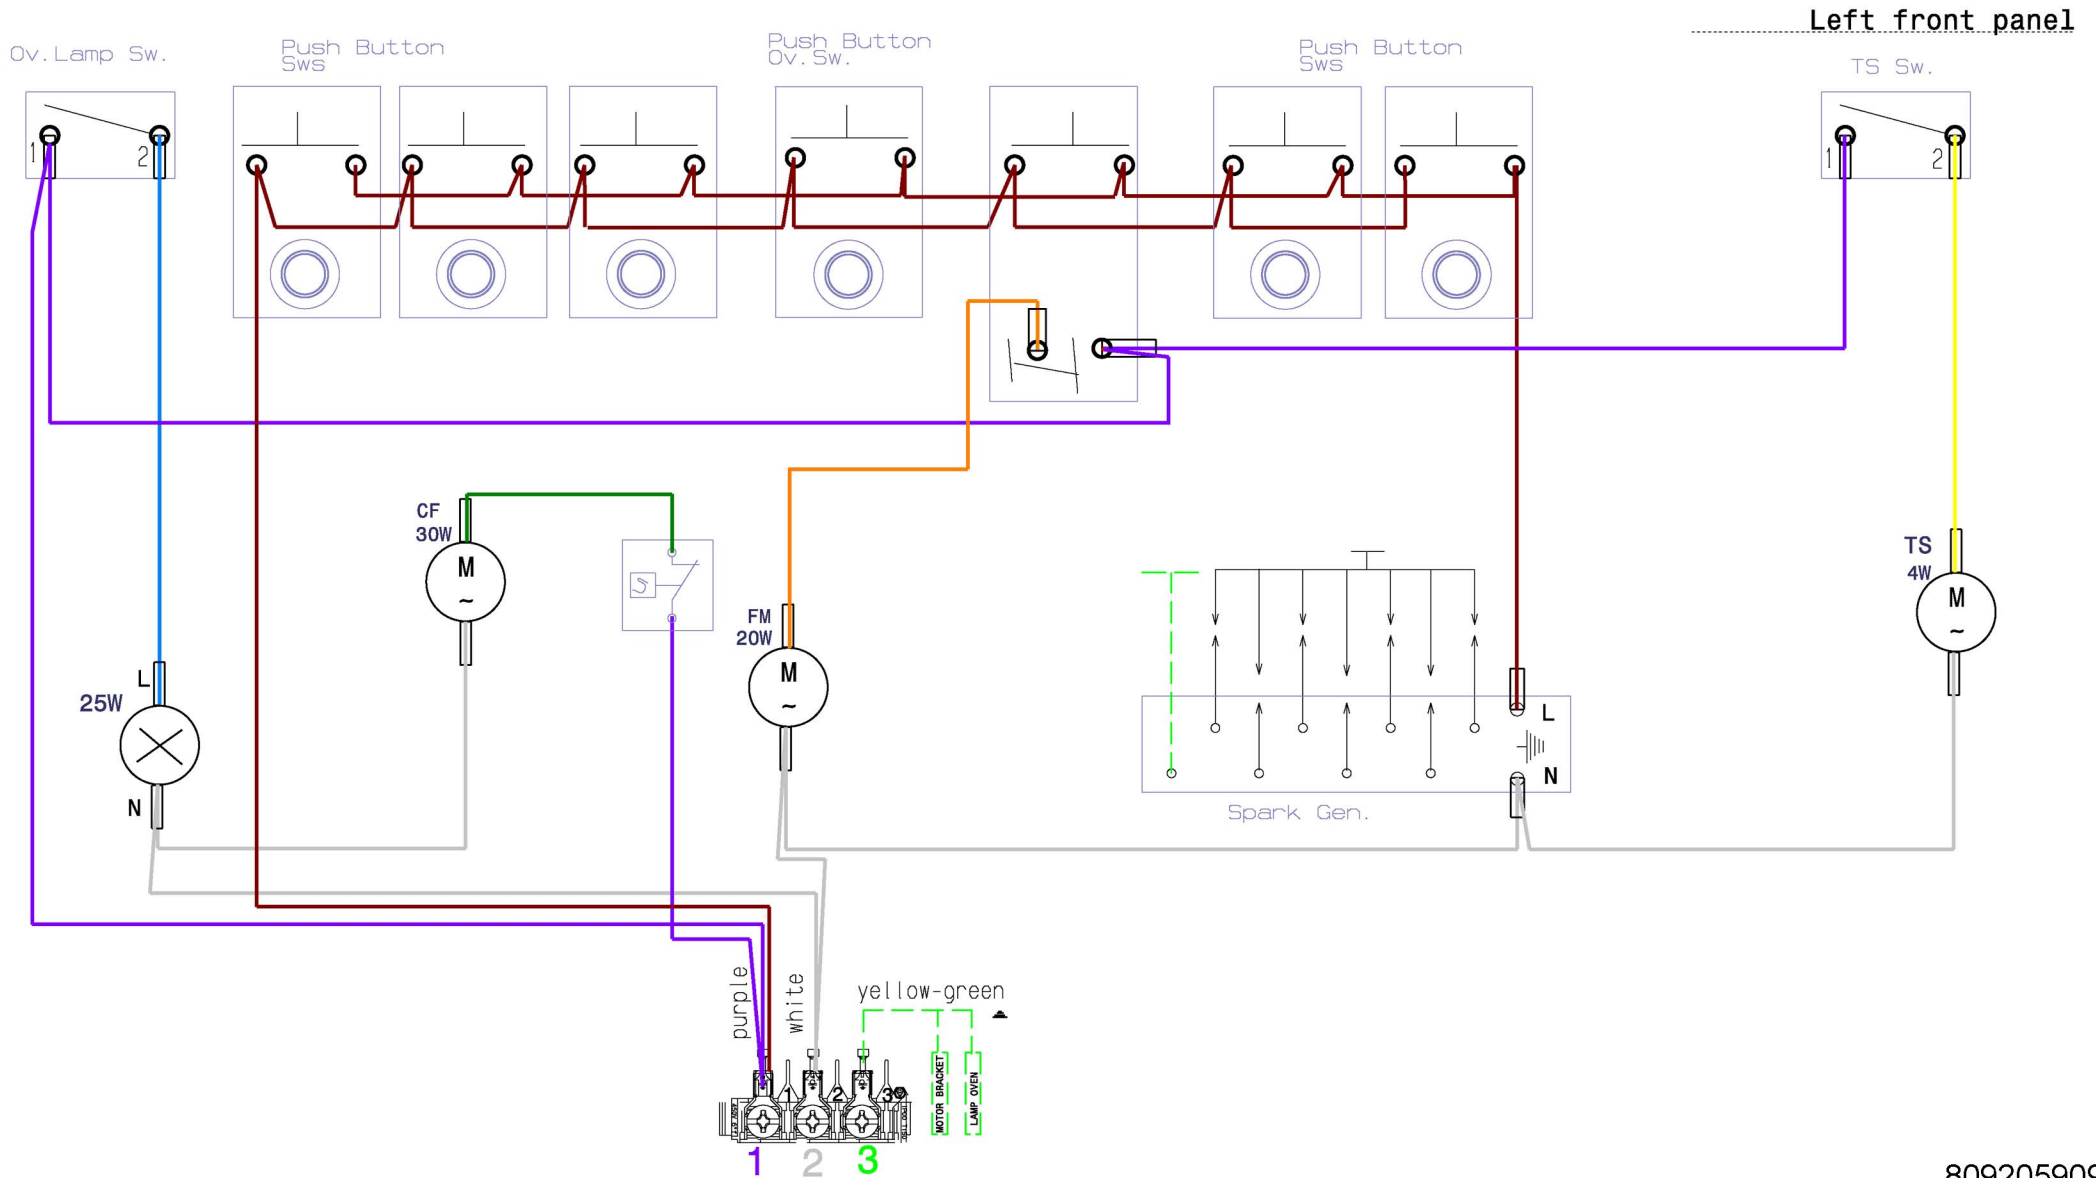 Left front panel
Ov.Lamp Sw.
Push Button
Sws
Push Button
Ov.Sw.
Push Button
Sws
TS Sw.
1
2
1
2
CF
30W
M
~
FM
20W
M
~
TS
4W
M
~
L
25W
N
L
N
Spark Gen.
purple
white
yellow-green
MOTOR BRACKET
LAMP OVEN
1
2
3
450V
1
2
3